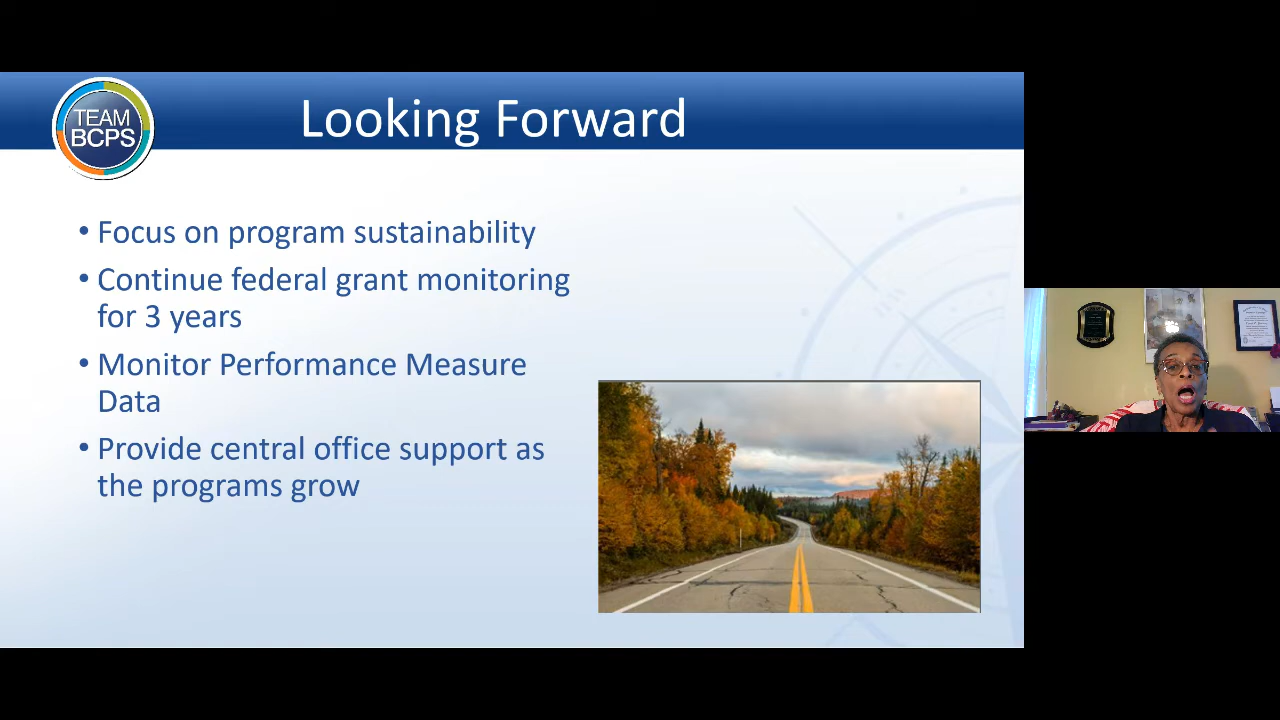 TEAM
BCPS
Looking Forward
• Focus on program sustainability
• Continue federal grant monitoring
for 3 years
• Monitor Performance Measure
Data
• Provide central office support as
the programs grow